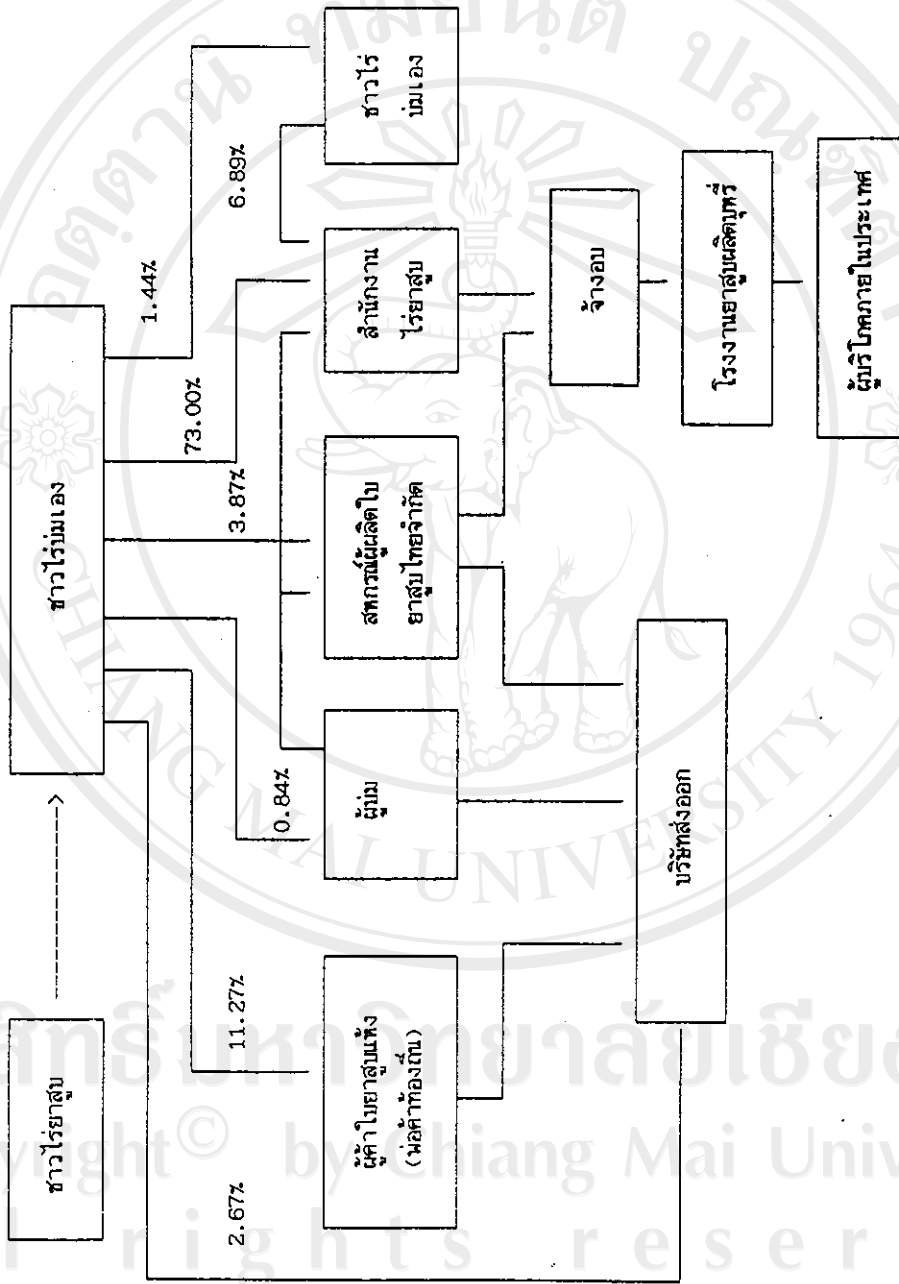 ชาวไร่ยาสูบ
ชาวไร่บ่มเอง
2.67%
11.27%
0.84%
3.87%
73.00%
1.44%
6.89%
ผู้ค้าใบยาสูบแห้ง
(พ่อค้าท้องถิ่น)
ผู้บ่ม
สหกรณ์ผู้ผลิตใบ
ยาสูบไทยจำกัด
สำนักงาน
ไร่ยาสูบ
ชาวไร่
บ่มเอง
บริษัทส่งออก
จ้างอบ
โรงงานยาสูบผลิตบุหรี่
ผู้บริโภคภายในประเทศ
CHIANG MAI UNIVERSITY 1964
by Chiang Mai Univ
rights reser